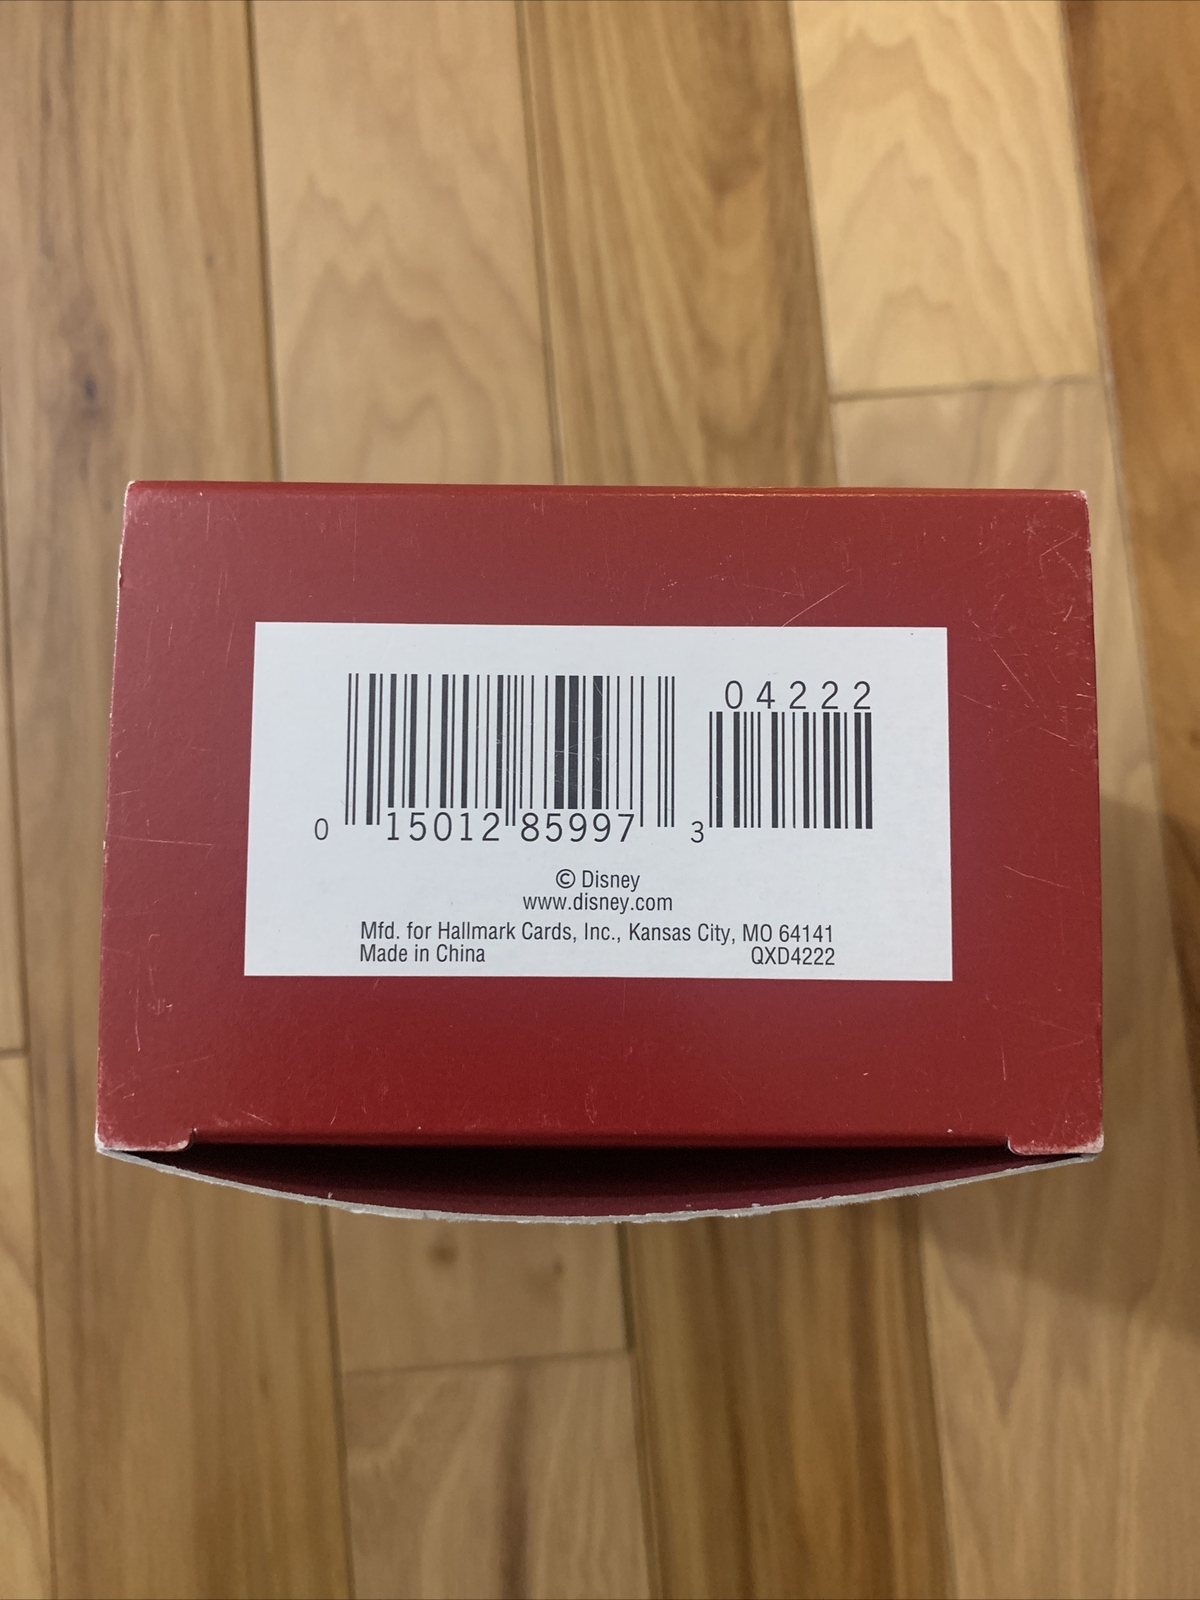 04222
0 15012 85997 3
© Disney
www.disney.com
Mfd. for Hallmark Cards, Inc., Kansas City, MO 64141
Made in China QXD4222